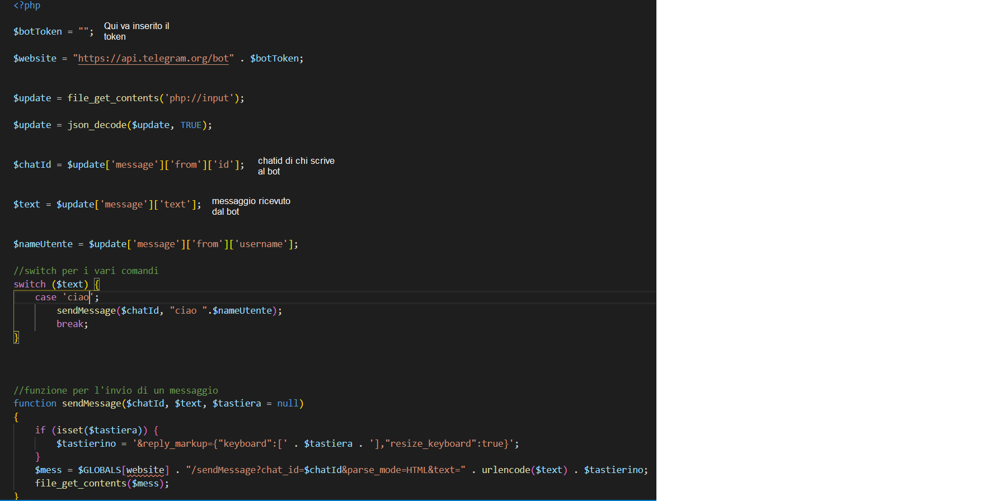 <?php
$botToken = "";
Qui va inserito il
token
$website = "https://api.telegram.org/bot" . $botToken;
$update = file_get_contents('php://input');
$update = json_decode($update, TRUE);
$chatId = $update['message']['from']['id'];
chatid di chi scrive
al bot
$text = $update['message']['text'];
messaggio ricevuto
dal bot
$nameUtente = $update['message']['from']['username'];
//switch per i vari comandi
switch ($text) {
    case 'ciao';
        sendMessage($chatId, "ciao ".$nameUtente);
        break;
}
//funzione per l'invio di un messaggio
function sendMessage($chatId, $text, $tastiera = null)
{
    if (isset($tastiera)) {
        $tastierino = '&reply_markup={"keyboard":[' . $tastiera . '],"resize_keyboard":true}';
    }
    $mess = $GLOBALS[website] . "/sendMessage?chat_id=$chatId&parse_mode=HTML&text=" . urlencode($text) . $tastierino;
    file_get_contents($mess);
}